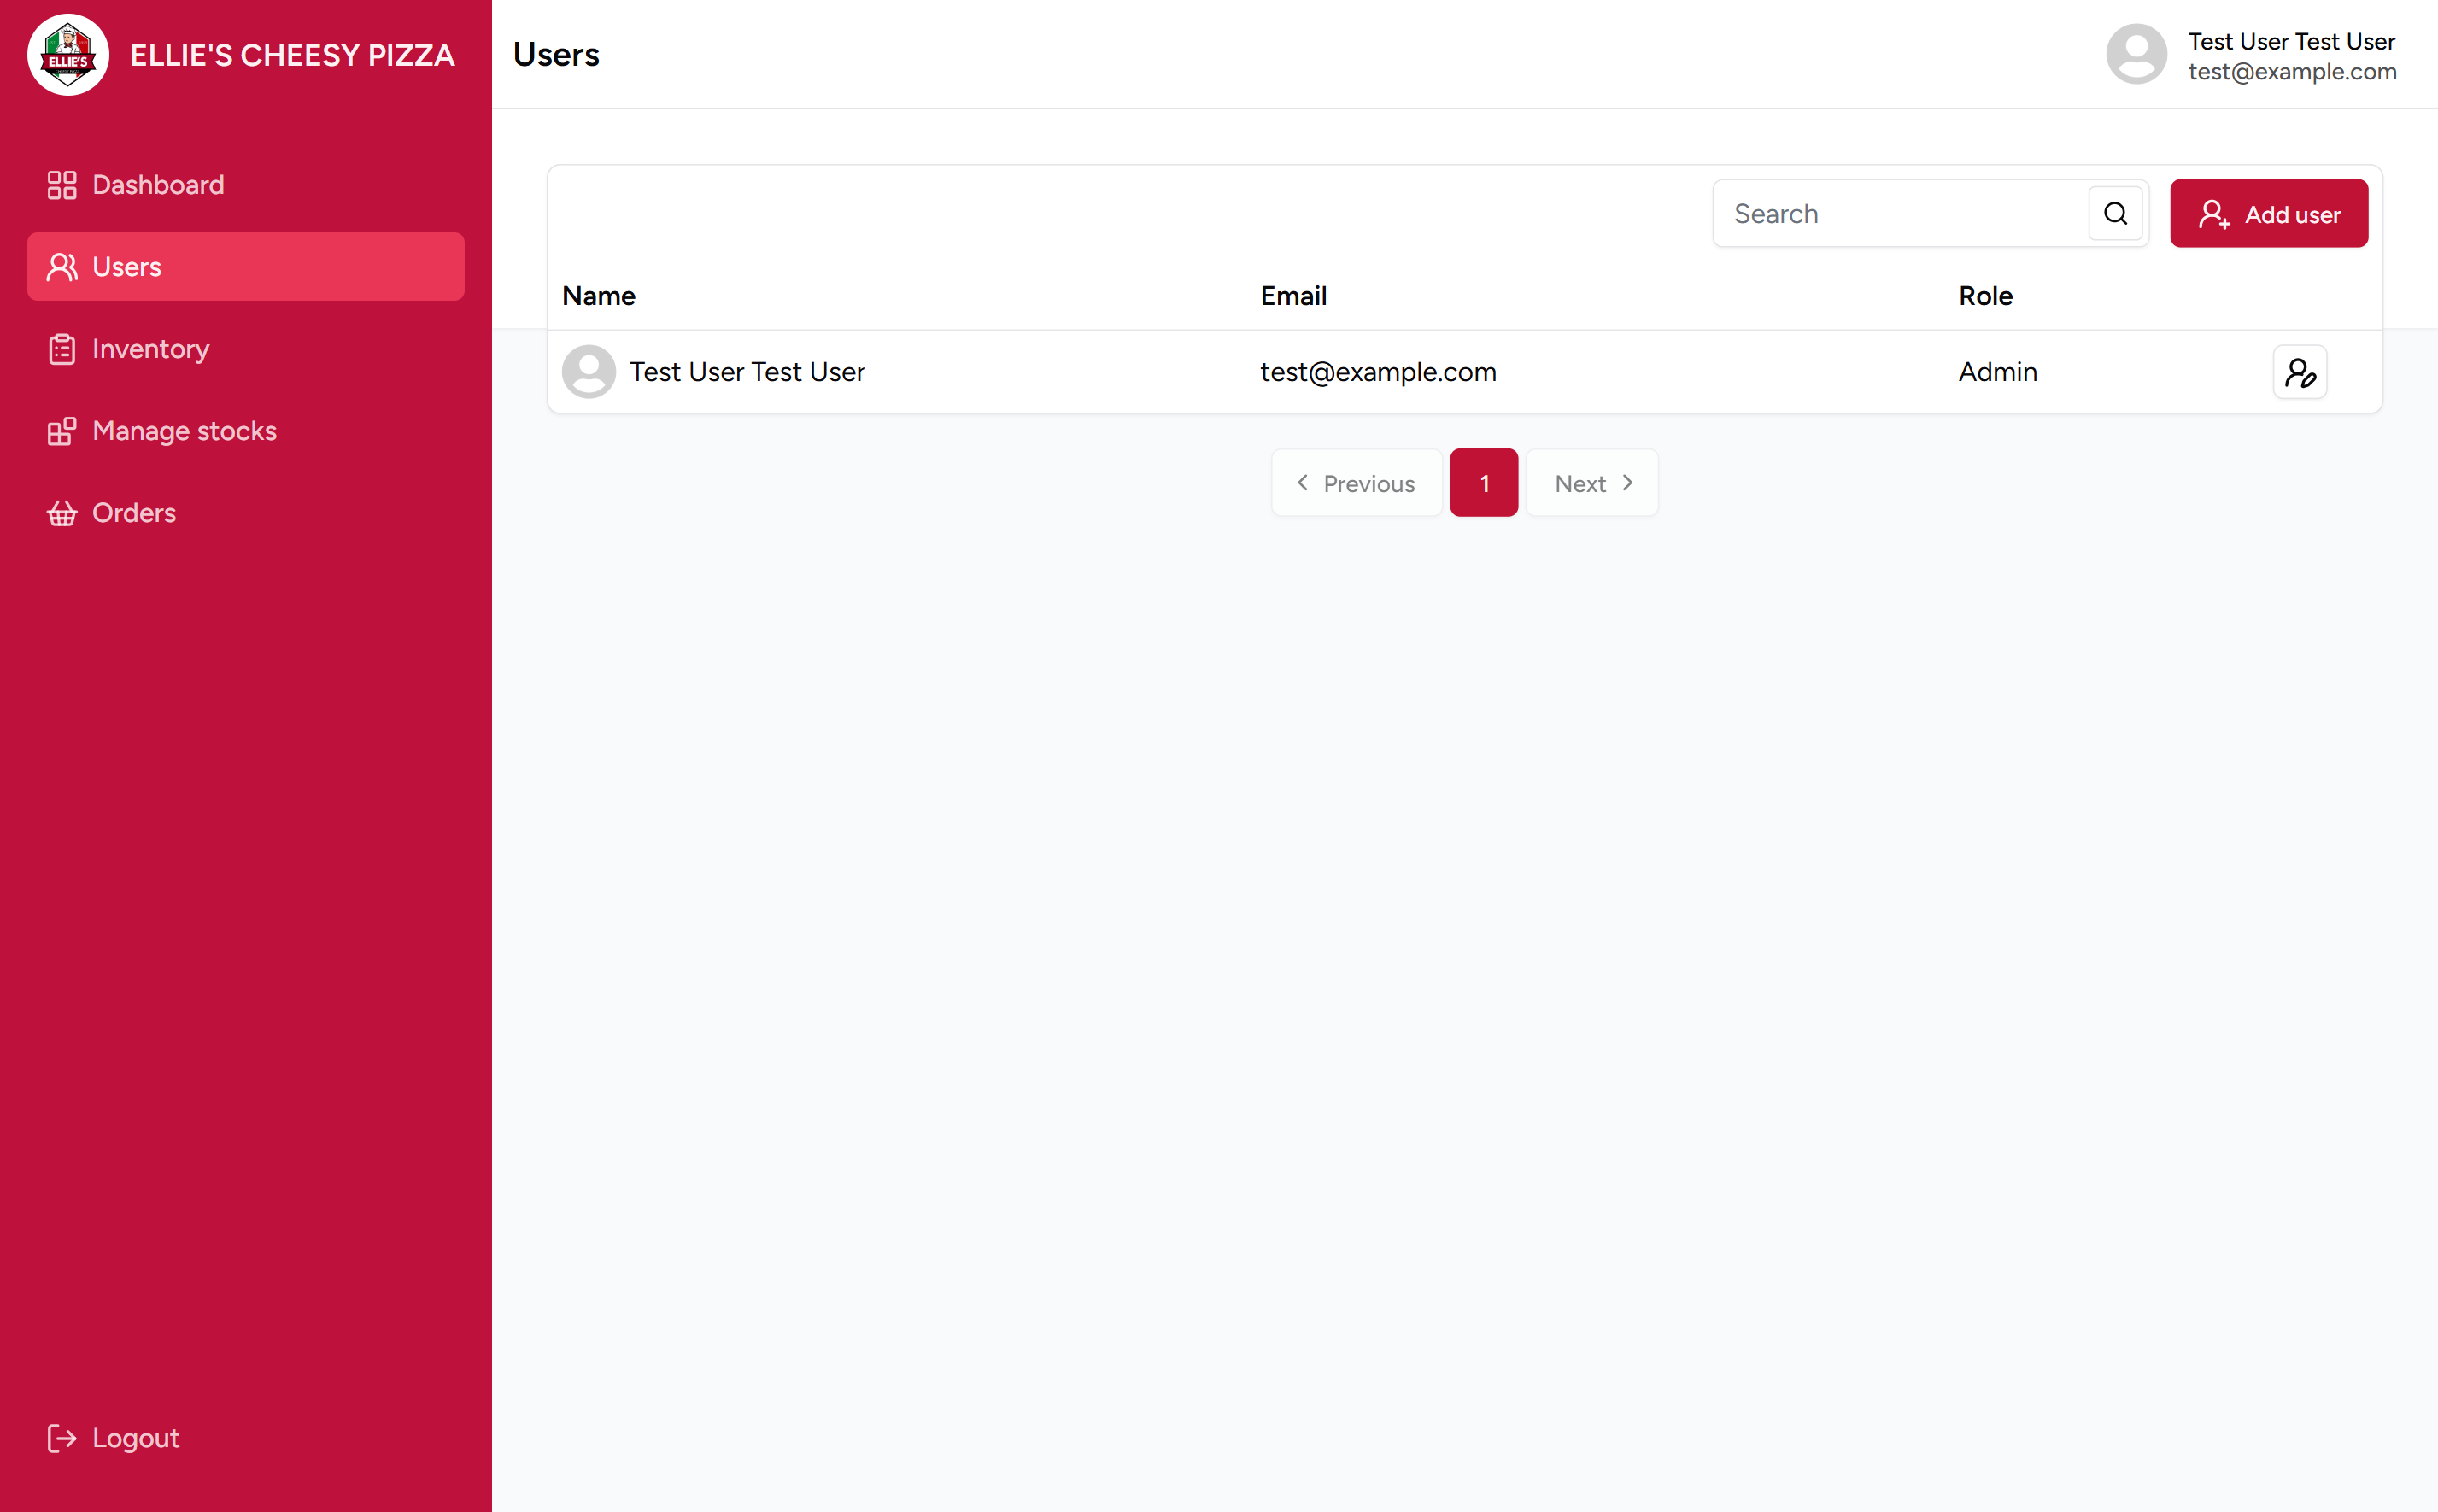 ELLIE'S
ELLIE'S CHEESY PIZZA
Dashboard
Users
Inventory
Manage stocks
Orders
Logout
Users
Test User Test User
test@example.com
Search
Add user
Name Email Role
Test User Test User test@example.com Admin
Previous 1 Next